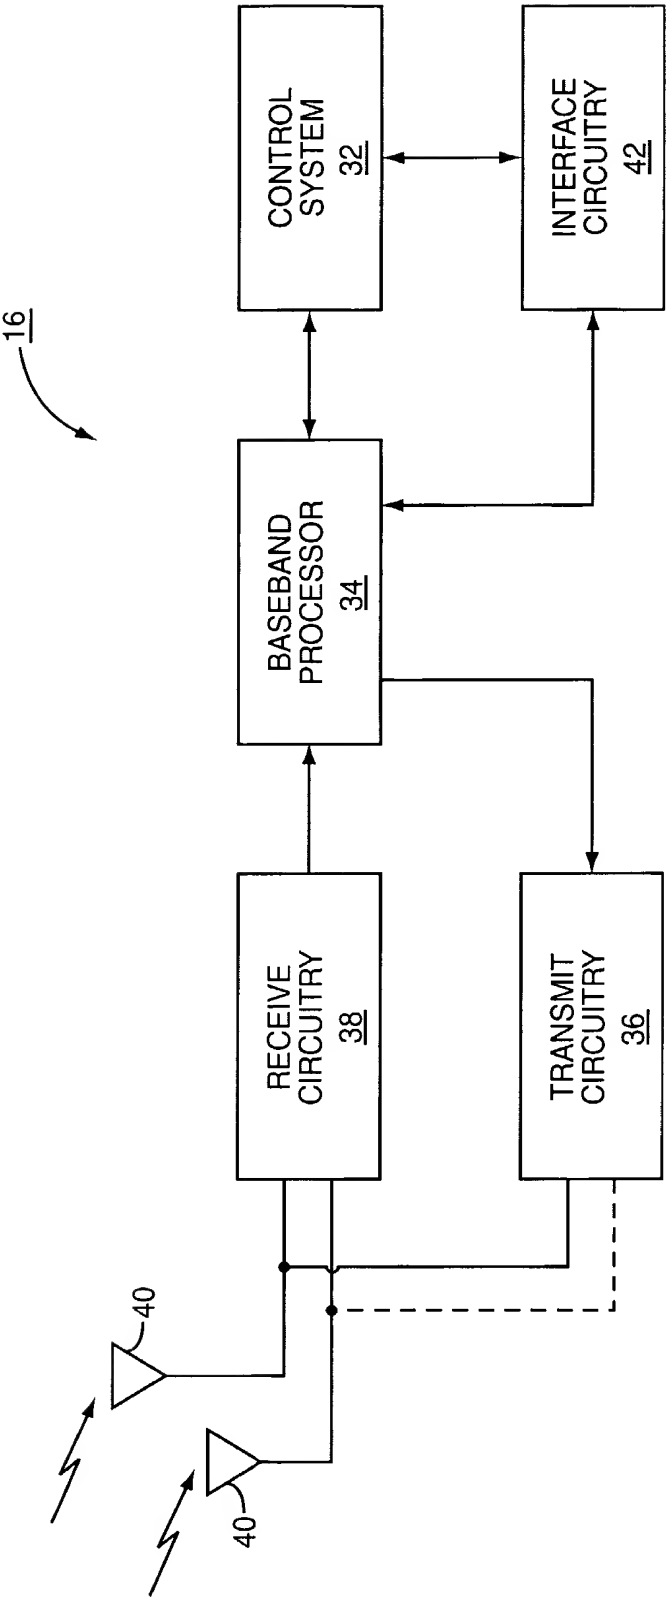 16
CONTROL
SYSTEM
32
INTERFACE
CIRCUITRY
42
BASEBAND
PROCESSOR
34
RECEIVE
CIRCUITRY
38
TRANSMIT
CIRCUITRY
36
40
40